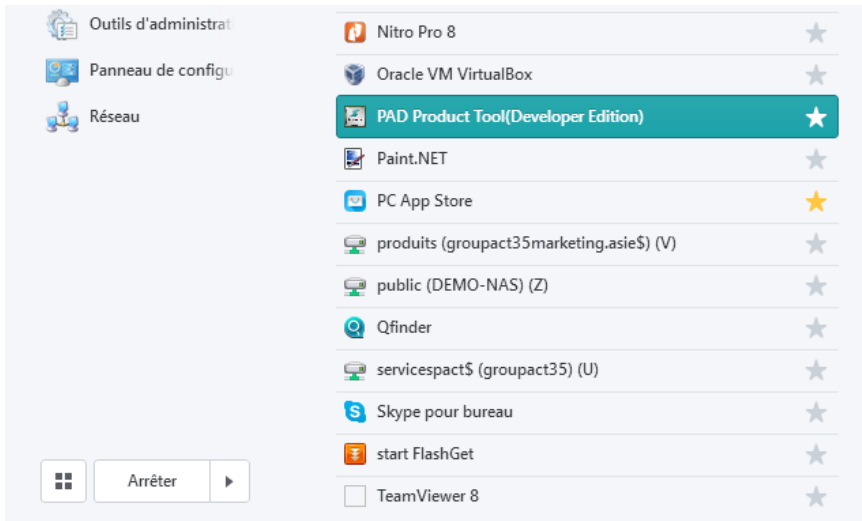 Outils d'administrat
Panneau de configu
Réseau
Nitro Pro 8
Oracle VM VirtualBox
PAD Product Tool(Developer Edition)
Paint.NET
PC App Store
produits (groupact35marketing.asie$) (V)
public (DEMO-NAS) (Z)
Qfinder
servicespact$ (groupact35) (U)
Skype pour bureau
start FlashGet
TeamViewer 8
Arrêter